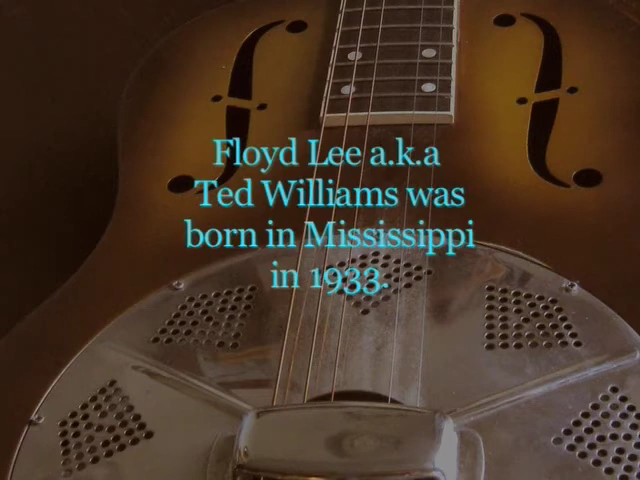 Floyd Lee a.k.a
Ted Williams was
born in Mississippi
in 1933.